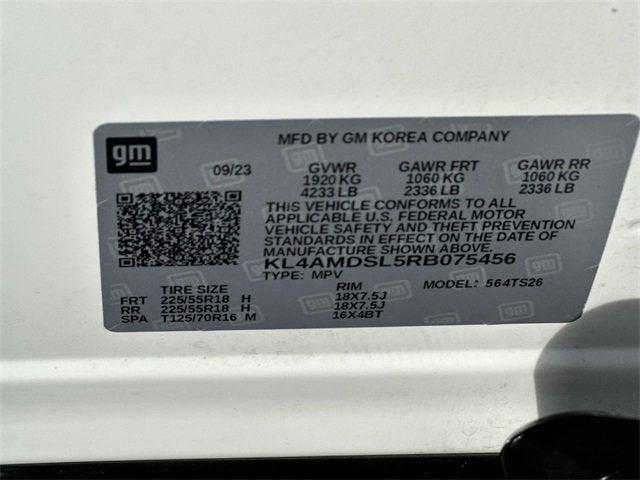 gm
MFD BY GM KOREA COMPANY
09/23 GVWR GAWR FRT GAWR RR
1920 KG 1060 KG 1060 KG
4233 LB 2336 LB 2336 LB
THIS VEHICLE CONFORMS TO ALL
APPLICABLE U.S. FEDERAL MOTOR
VEHICLE SAFETY AND THEFT PREVENTION
STANDARDS IN EFFECT ON THE DATE OF
MANUFACTURE SHOWN ABOVE.
KL4AMDSL5RB075456
TYPE: MPV MODEL: 564TS26
TIRE SIZE RIM
FRT 225/55R18 H 18X7.5J
RR 225/55R18 H 18X7.5J
SPA T125/70R16 M 16X4BT